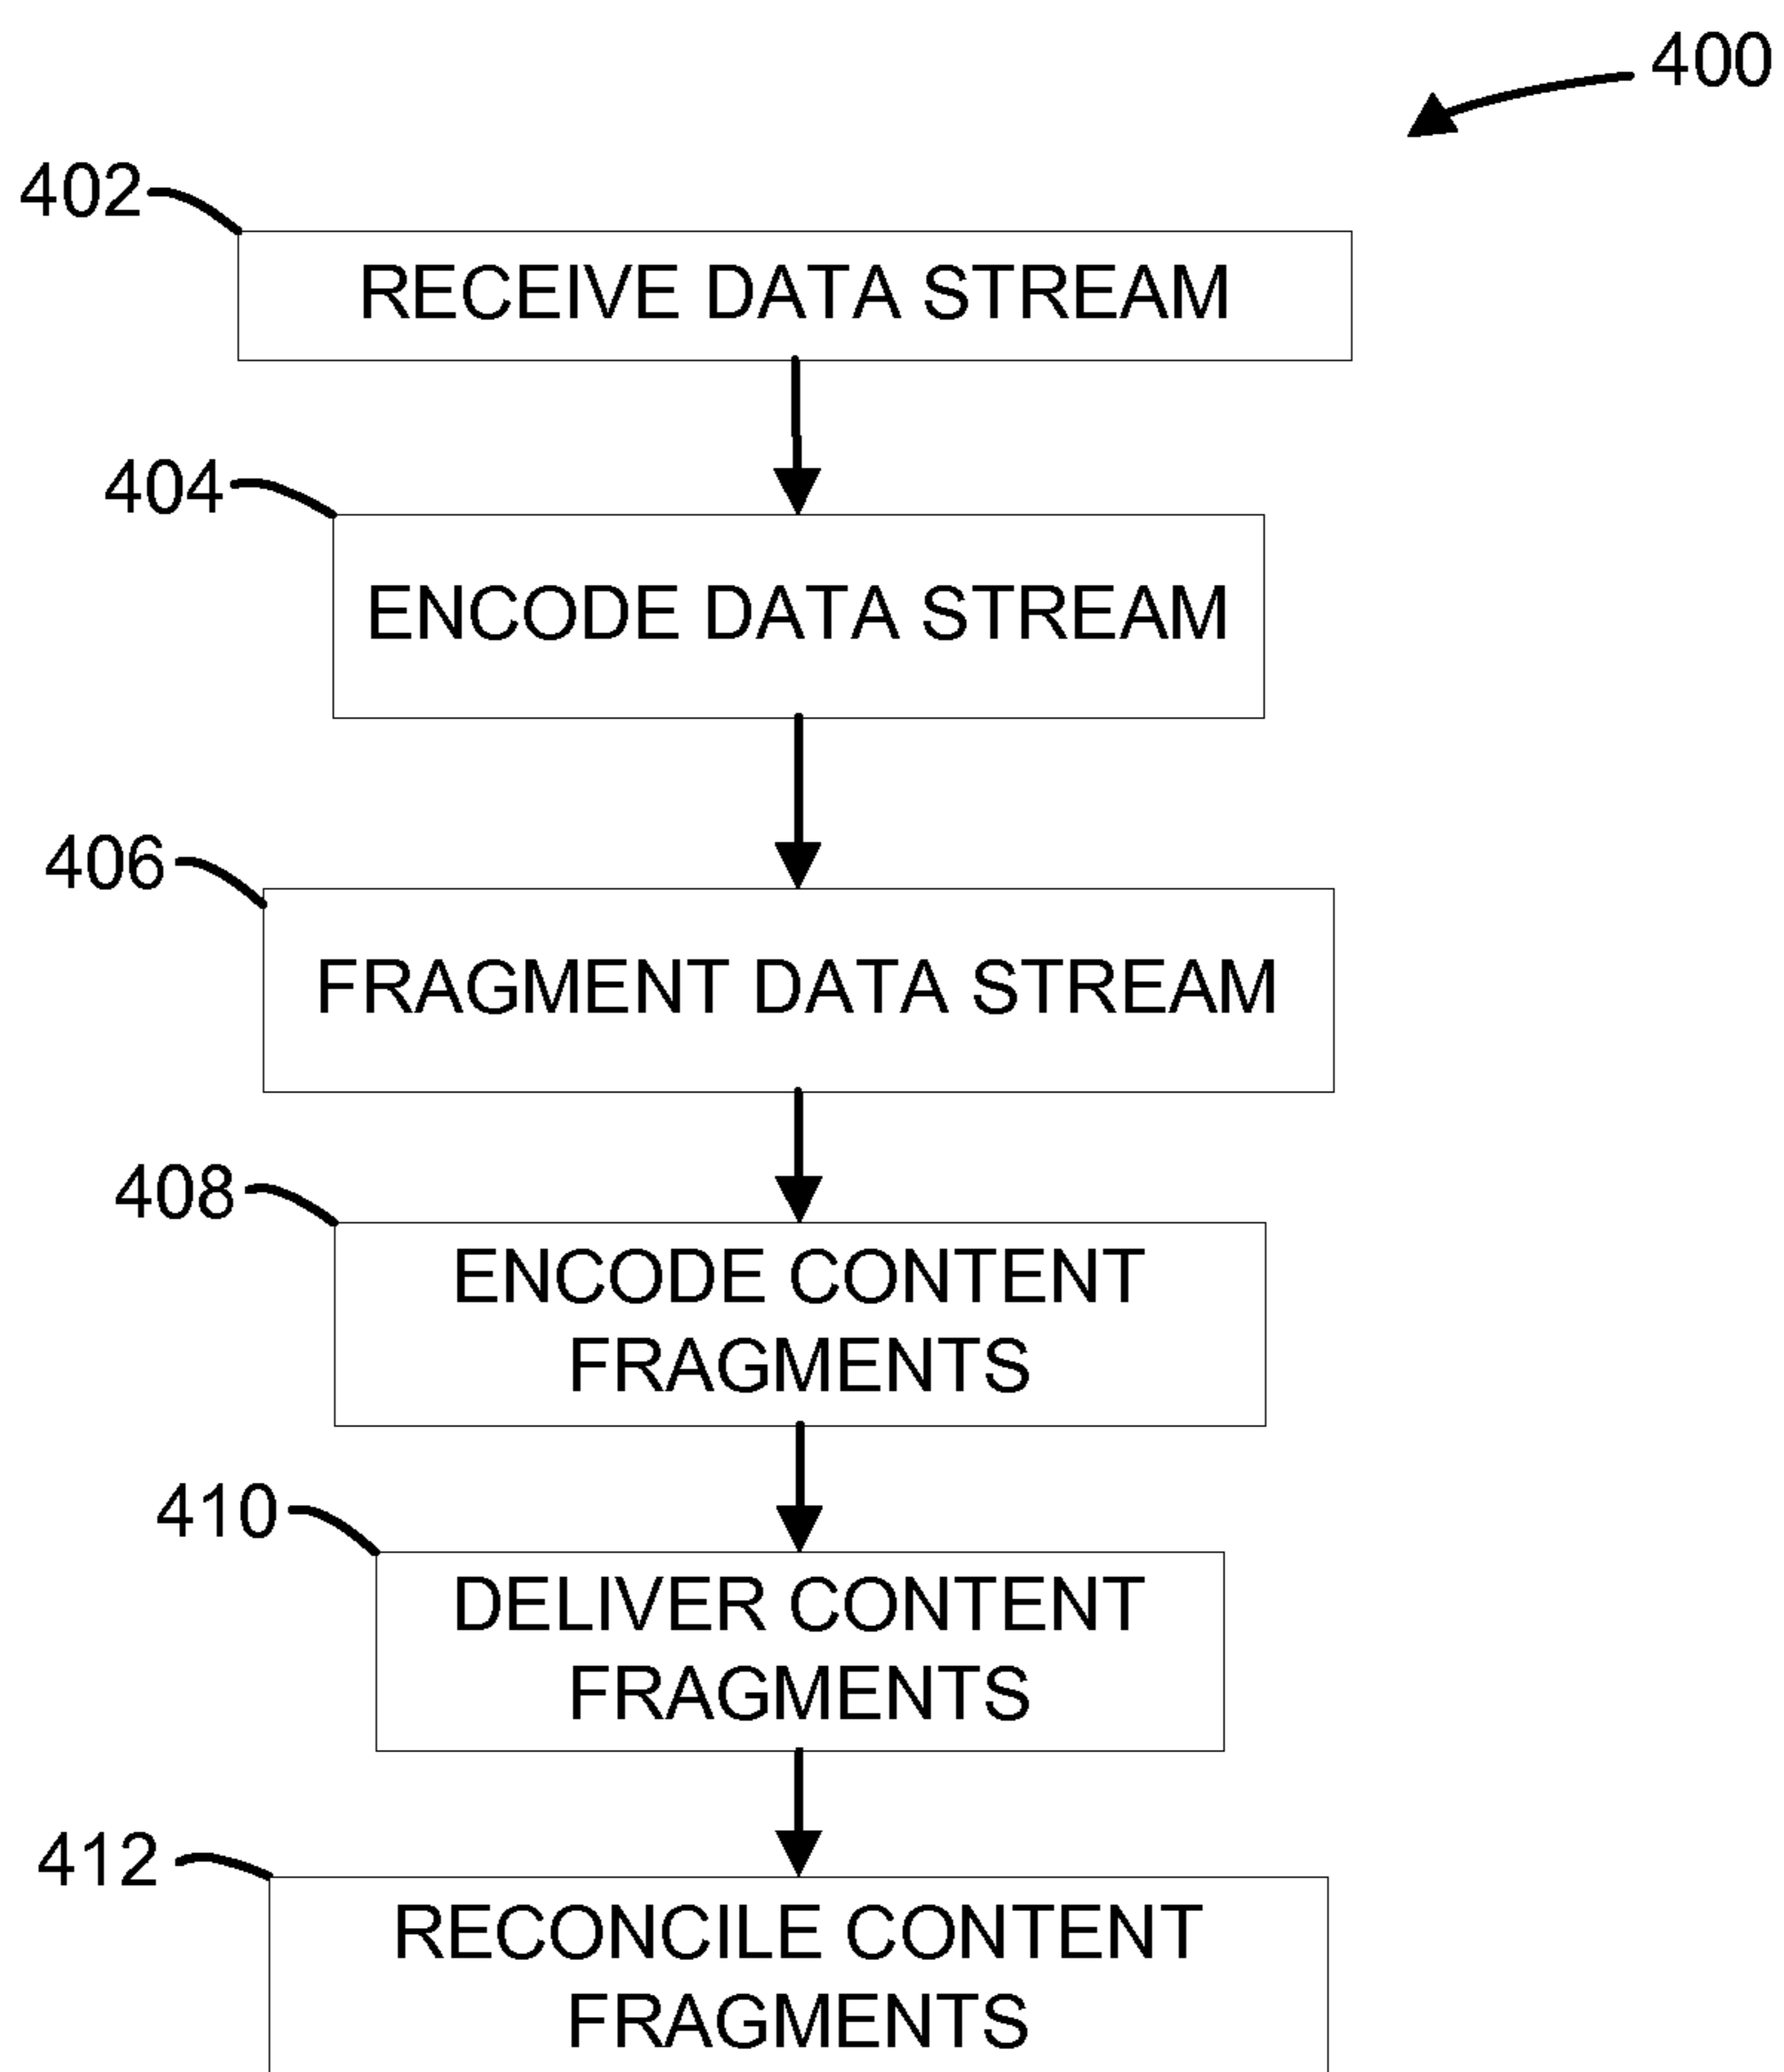 400
402
RECEIVE DATA STREAM
404
ENCODE DATA STREAM
406
FRAGMENT DATA STREAM
408
ENCODE CONTENT
FRAGMENTS
410
DELIVER CONTENT
FRAGMENTS
412
RECONCILE CONTENT
FRAGMENTS